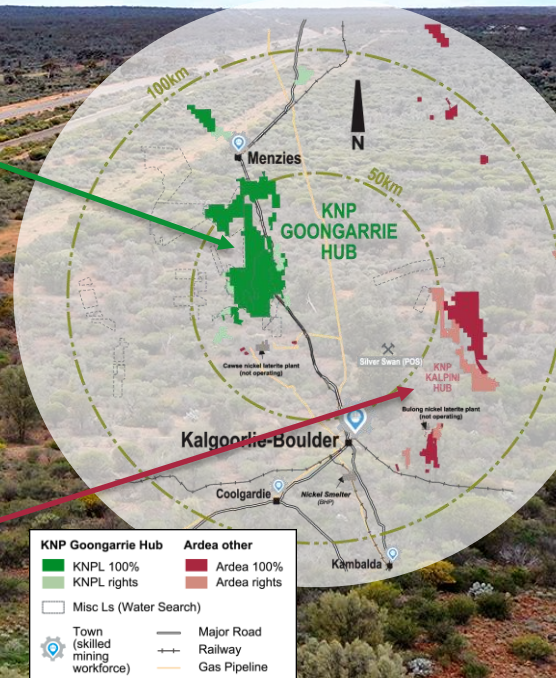 100km
N
Menzies
50km
KNP
GOONGARRIE
HUB
Cawse nickel laterite plant
(not operating)
Silver Swan (POS)
KNP
KALPINI
HUB
Bulong nickel laterite plant
(not operating)
Kalgoorlie-Boulder
Coolgardie
Nickel Smelter
(BHP)
Kambalda
KNP Goongarrie Hub
KNPL 100%
KNPL rights
Ardea other
Ardea 100%
Ardea rights
Misc Ls (Water Search)
Town
(skilled
mining
workforce)
Major Road
Railway
Gas Pipeline